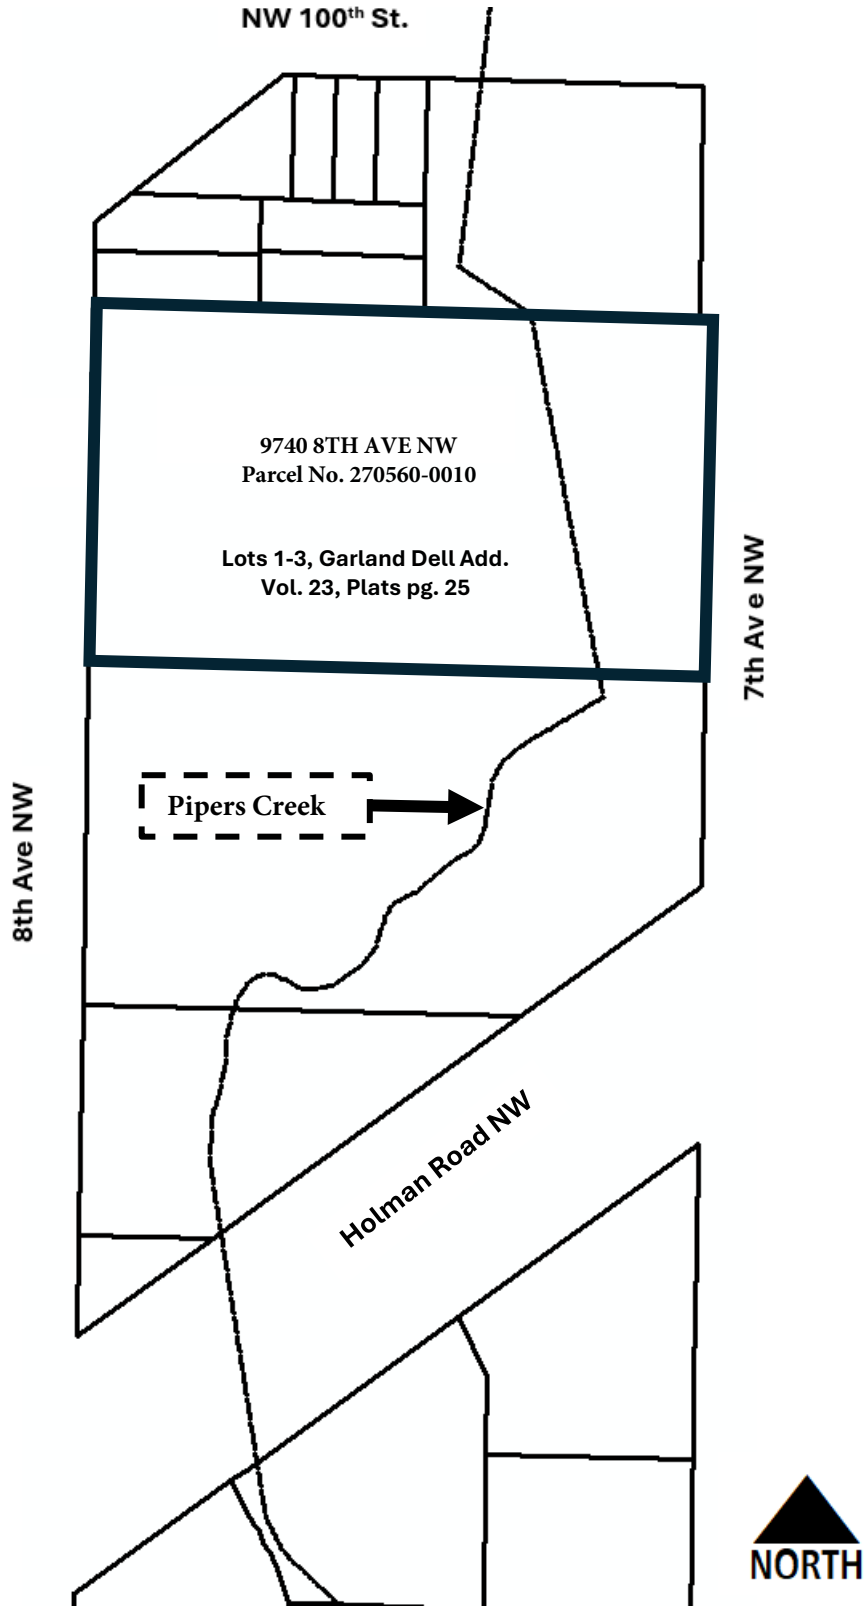 NW 100th St.
9740 8TH AVE NW
Parcel No. 270560-0010
Lots 1-3, Garland Dell Add.
Vol. 23, Plats pg. 25
7th Av e NW
Pipers Creek
8th Ave NW
Holman Road NW
NORTH